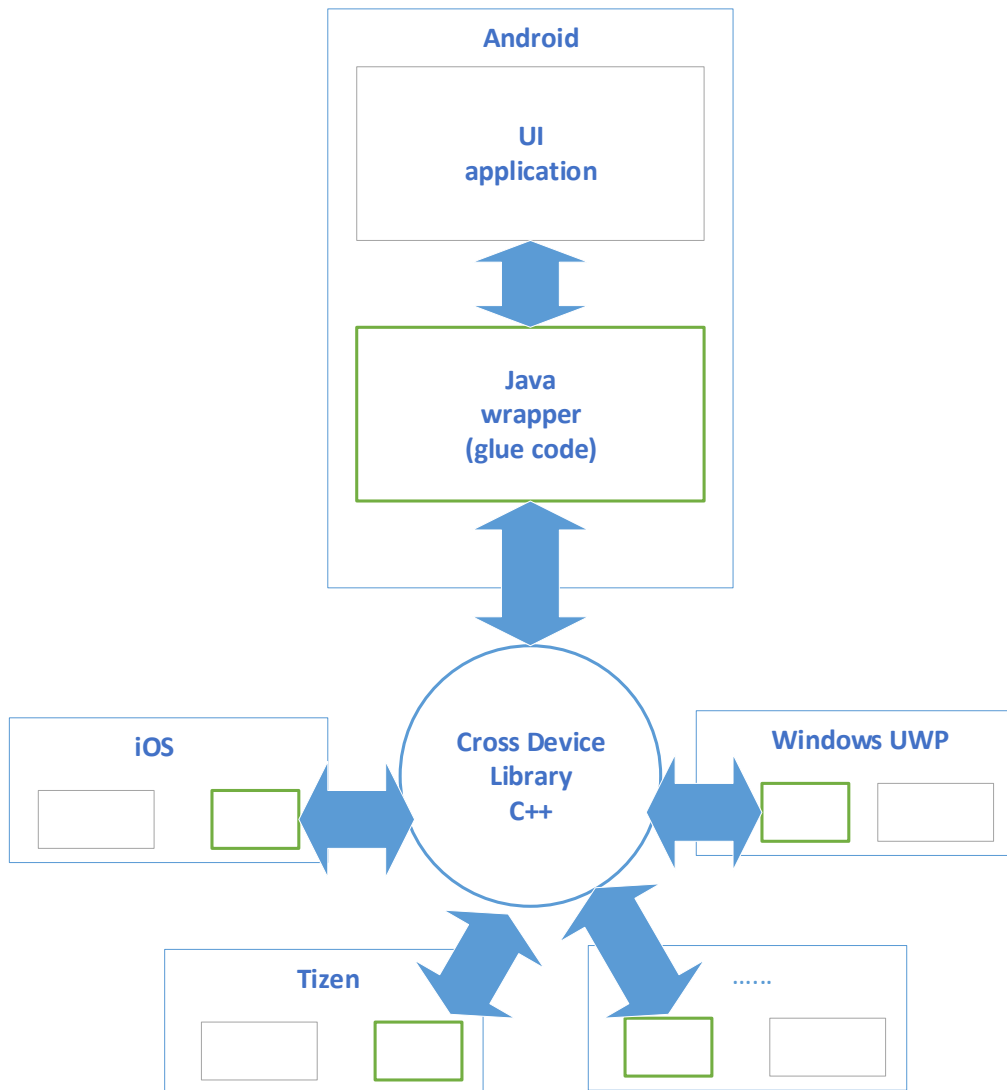 Android
UI
application
Java
wrapper
(glue code)
Cross Device
Library
C++
iOS
Windows UWP
Tizen
......